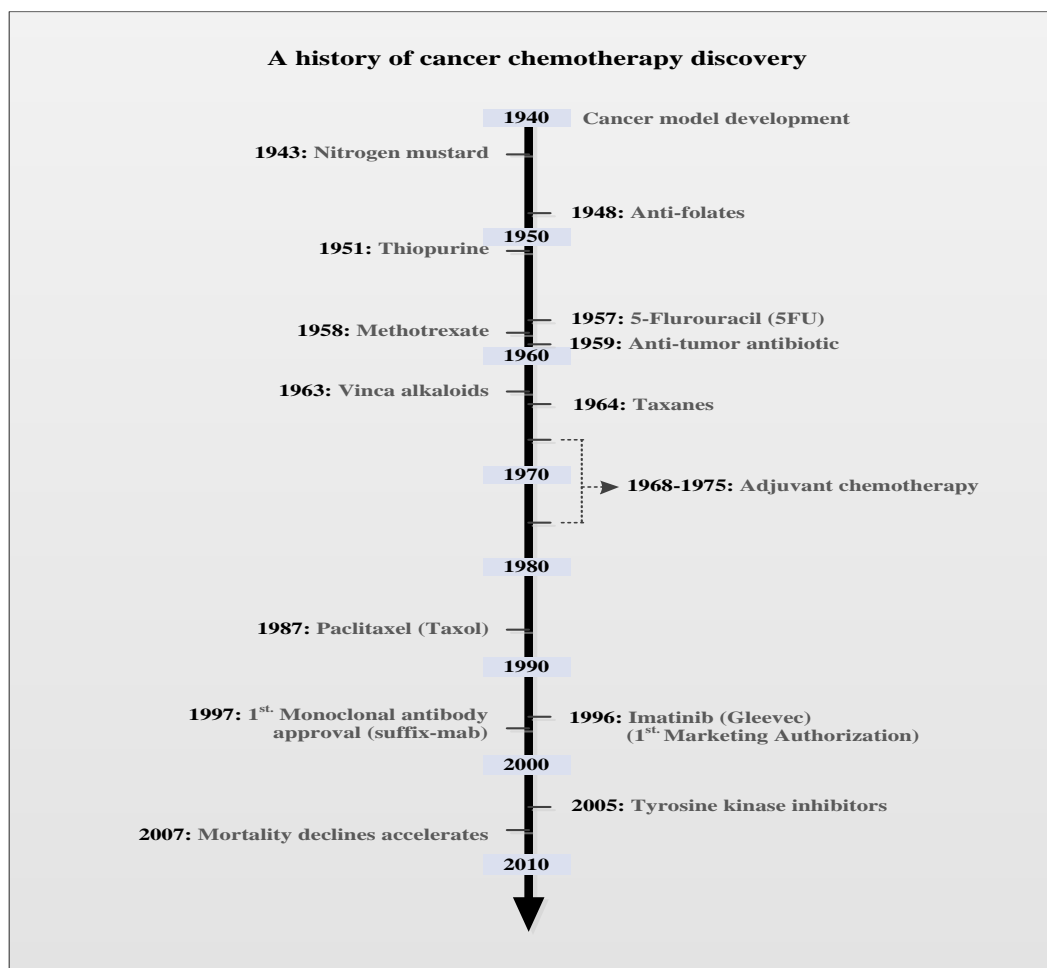 A history of cancer chemotherapy discovery
1940 Cancer model development
1943: Nitrogen mustard
1948: Anti-folates
1950
1951: Thiopurine
1957: 5-Flurouracil (5FU)
1958: Methotrexate
1959: Anti-tumor antibiotic
1960
1963: Vinca alkaloids
1964: Taxanes
1970
1968-1975: Adjuvant chemotherapy
1980
1987: Paclitaxel (Taxol)
1990
1997: 1st. Monoclonal antibody
approval (suffix-mab)
1996: Imatinib (Gleevec)
(1st. Marketing Authorization)
2000
2005: Tyrosine kinase inhibitors
2007: Mortality declines accelerates
2010